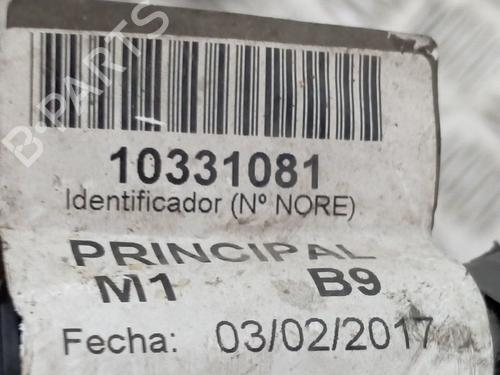 B-PARTS
10331081
Identificador (Nº NORE)
PRINCIPAL
M1 B9
Fecha: 03/02/2017